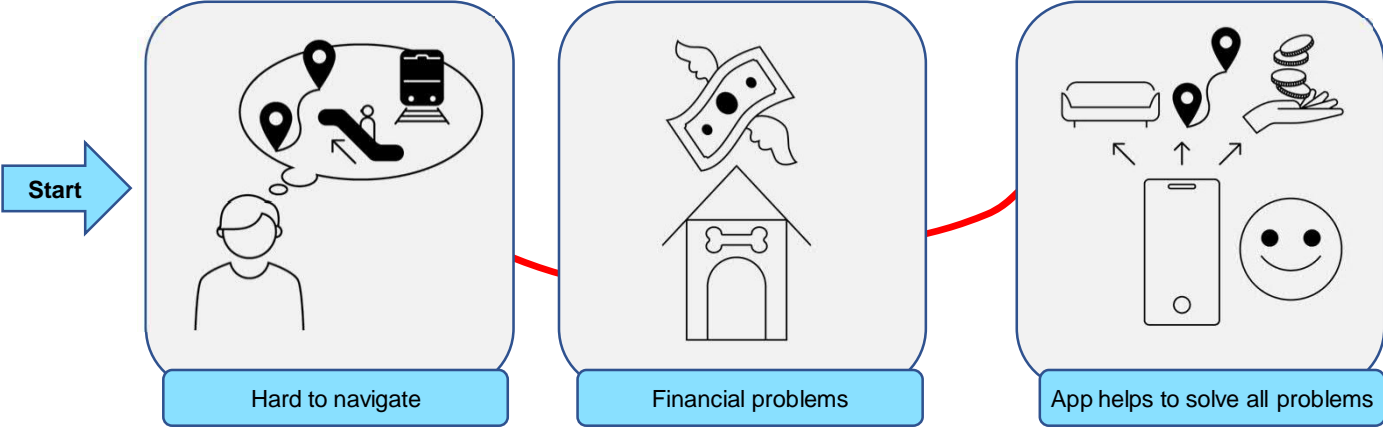 Start
Hard to navigate
Financial problems
App helps to solve all problems